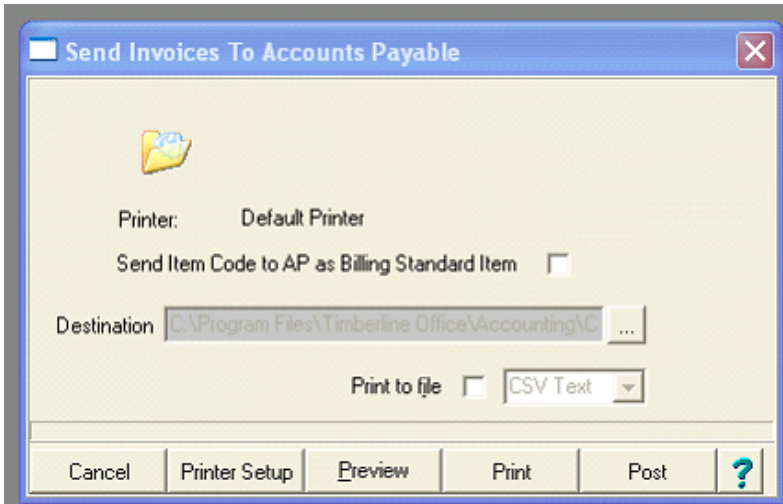 Send Invoices To Accounts Payable
Printer: Default Printer
Send Item Code to AP as Billing Standard Item
Destination C:\Program Files\Timberline Office\Accounting\C ...
Print to file CSV Text
Cancel Printer Setup Preview Print Post ?